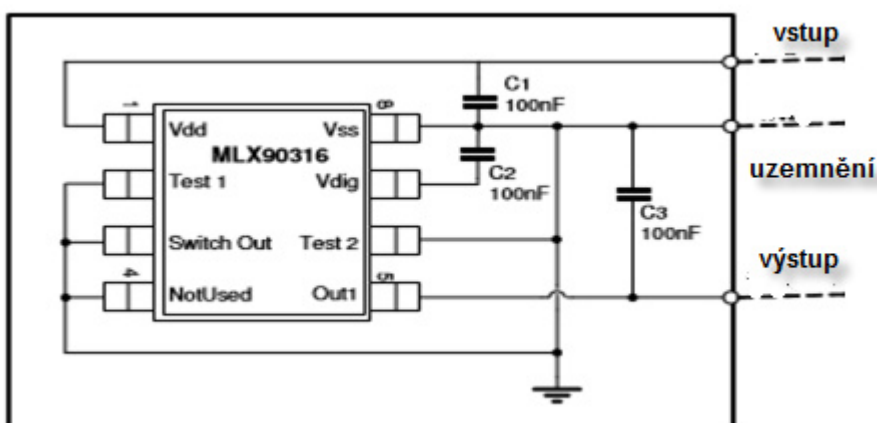 vstup
C1
100nF
1
8
Vdd
Vss
MLX90316
uzemnění
Test 1
Vdig
C2
100nF
C3
100nF
Switch Out
Test 2
výstup
4
5
NotUsed
Out1